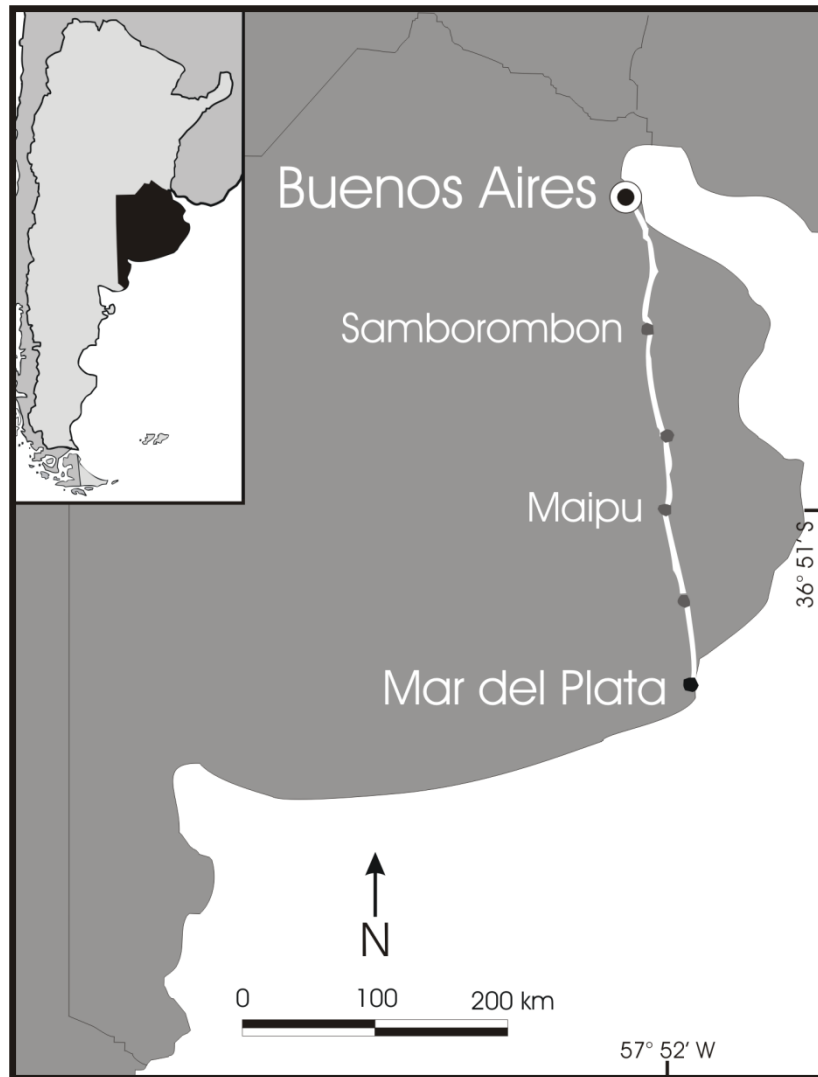 Buenos Aires
Samborombon
Maipu
36° 51' S
Mar del Plata
N
0 100 200 km
57° 52' W